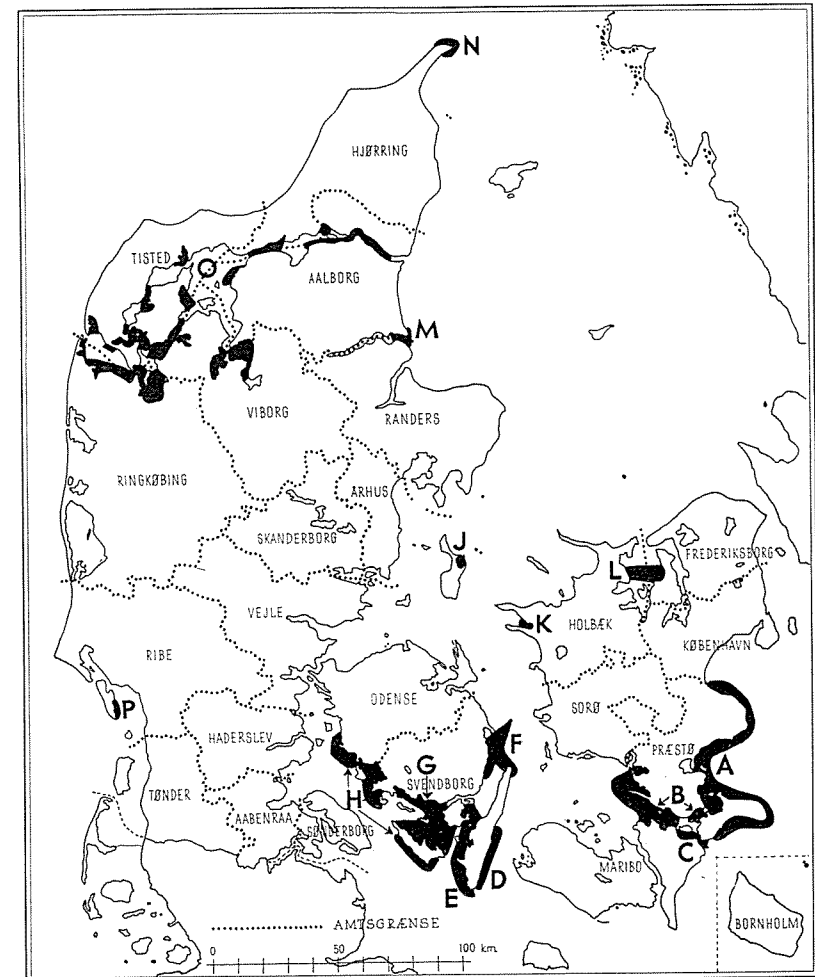 N
HJØRRING
TISTED
O
AALBORG
M
VIBORG
RANDERS
RINGKØBING
ÅRHUS
SKANDERBORG
J
L
FREDERIKSBORG
VEJLE
K
HOLBÆK
KØBENHAVN
RIBE
ODENSE
SORØ
P
HADERSLEV
F
PRÆSTØ
A
G
SVENDBORG
H
B
TØNDER
AABENRAA
SØNDERBORG
C
MARIBO
E
D
BORNHOLM
AMTSGRÆNSE
0 50 100 km.